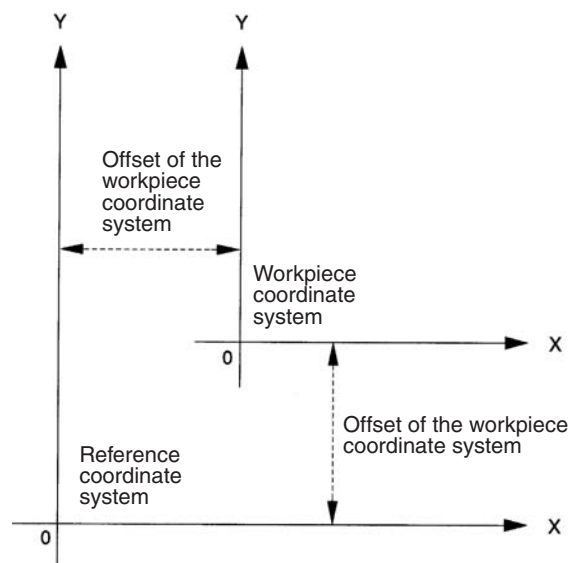 Y
Y
Offset of the
workpiece
coordinate
system
Workpiece
coordinate
system
0
X
Offset of the workpiece
coordinate system
Reference
coordinate
system
0
X